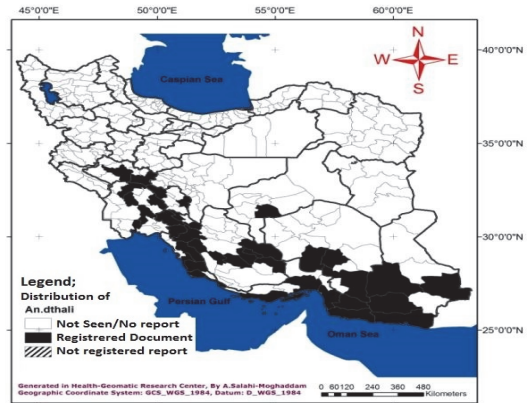 45°0'0"E 50°0'0"E 55°0'0"E 60°0'0"E
N
W E
S
40°0'0"N
35°0'0"N
30°0'0"N
25°0'0"N
Caspian Sea
Persian Gulf
Oman Sea
Legend;
Distribution of
An.dthali
Not Seen/No report
Registrered Document
Not registered report
Generated in Health-Geomatic Research Center, By A.Salahi-Moghaddam
Geographic Coordinate System: GCS_WGS_1984, Datum: D_WGS_1984
0 60 120 240 360 480
Kilometers